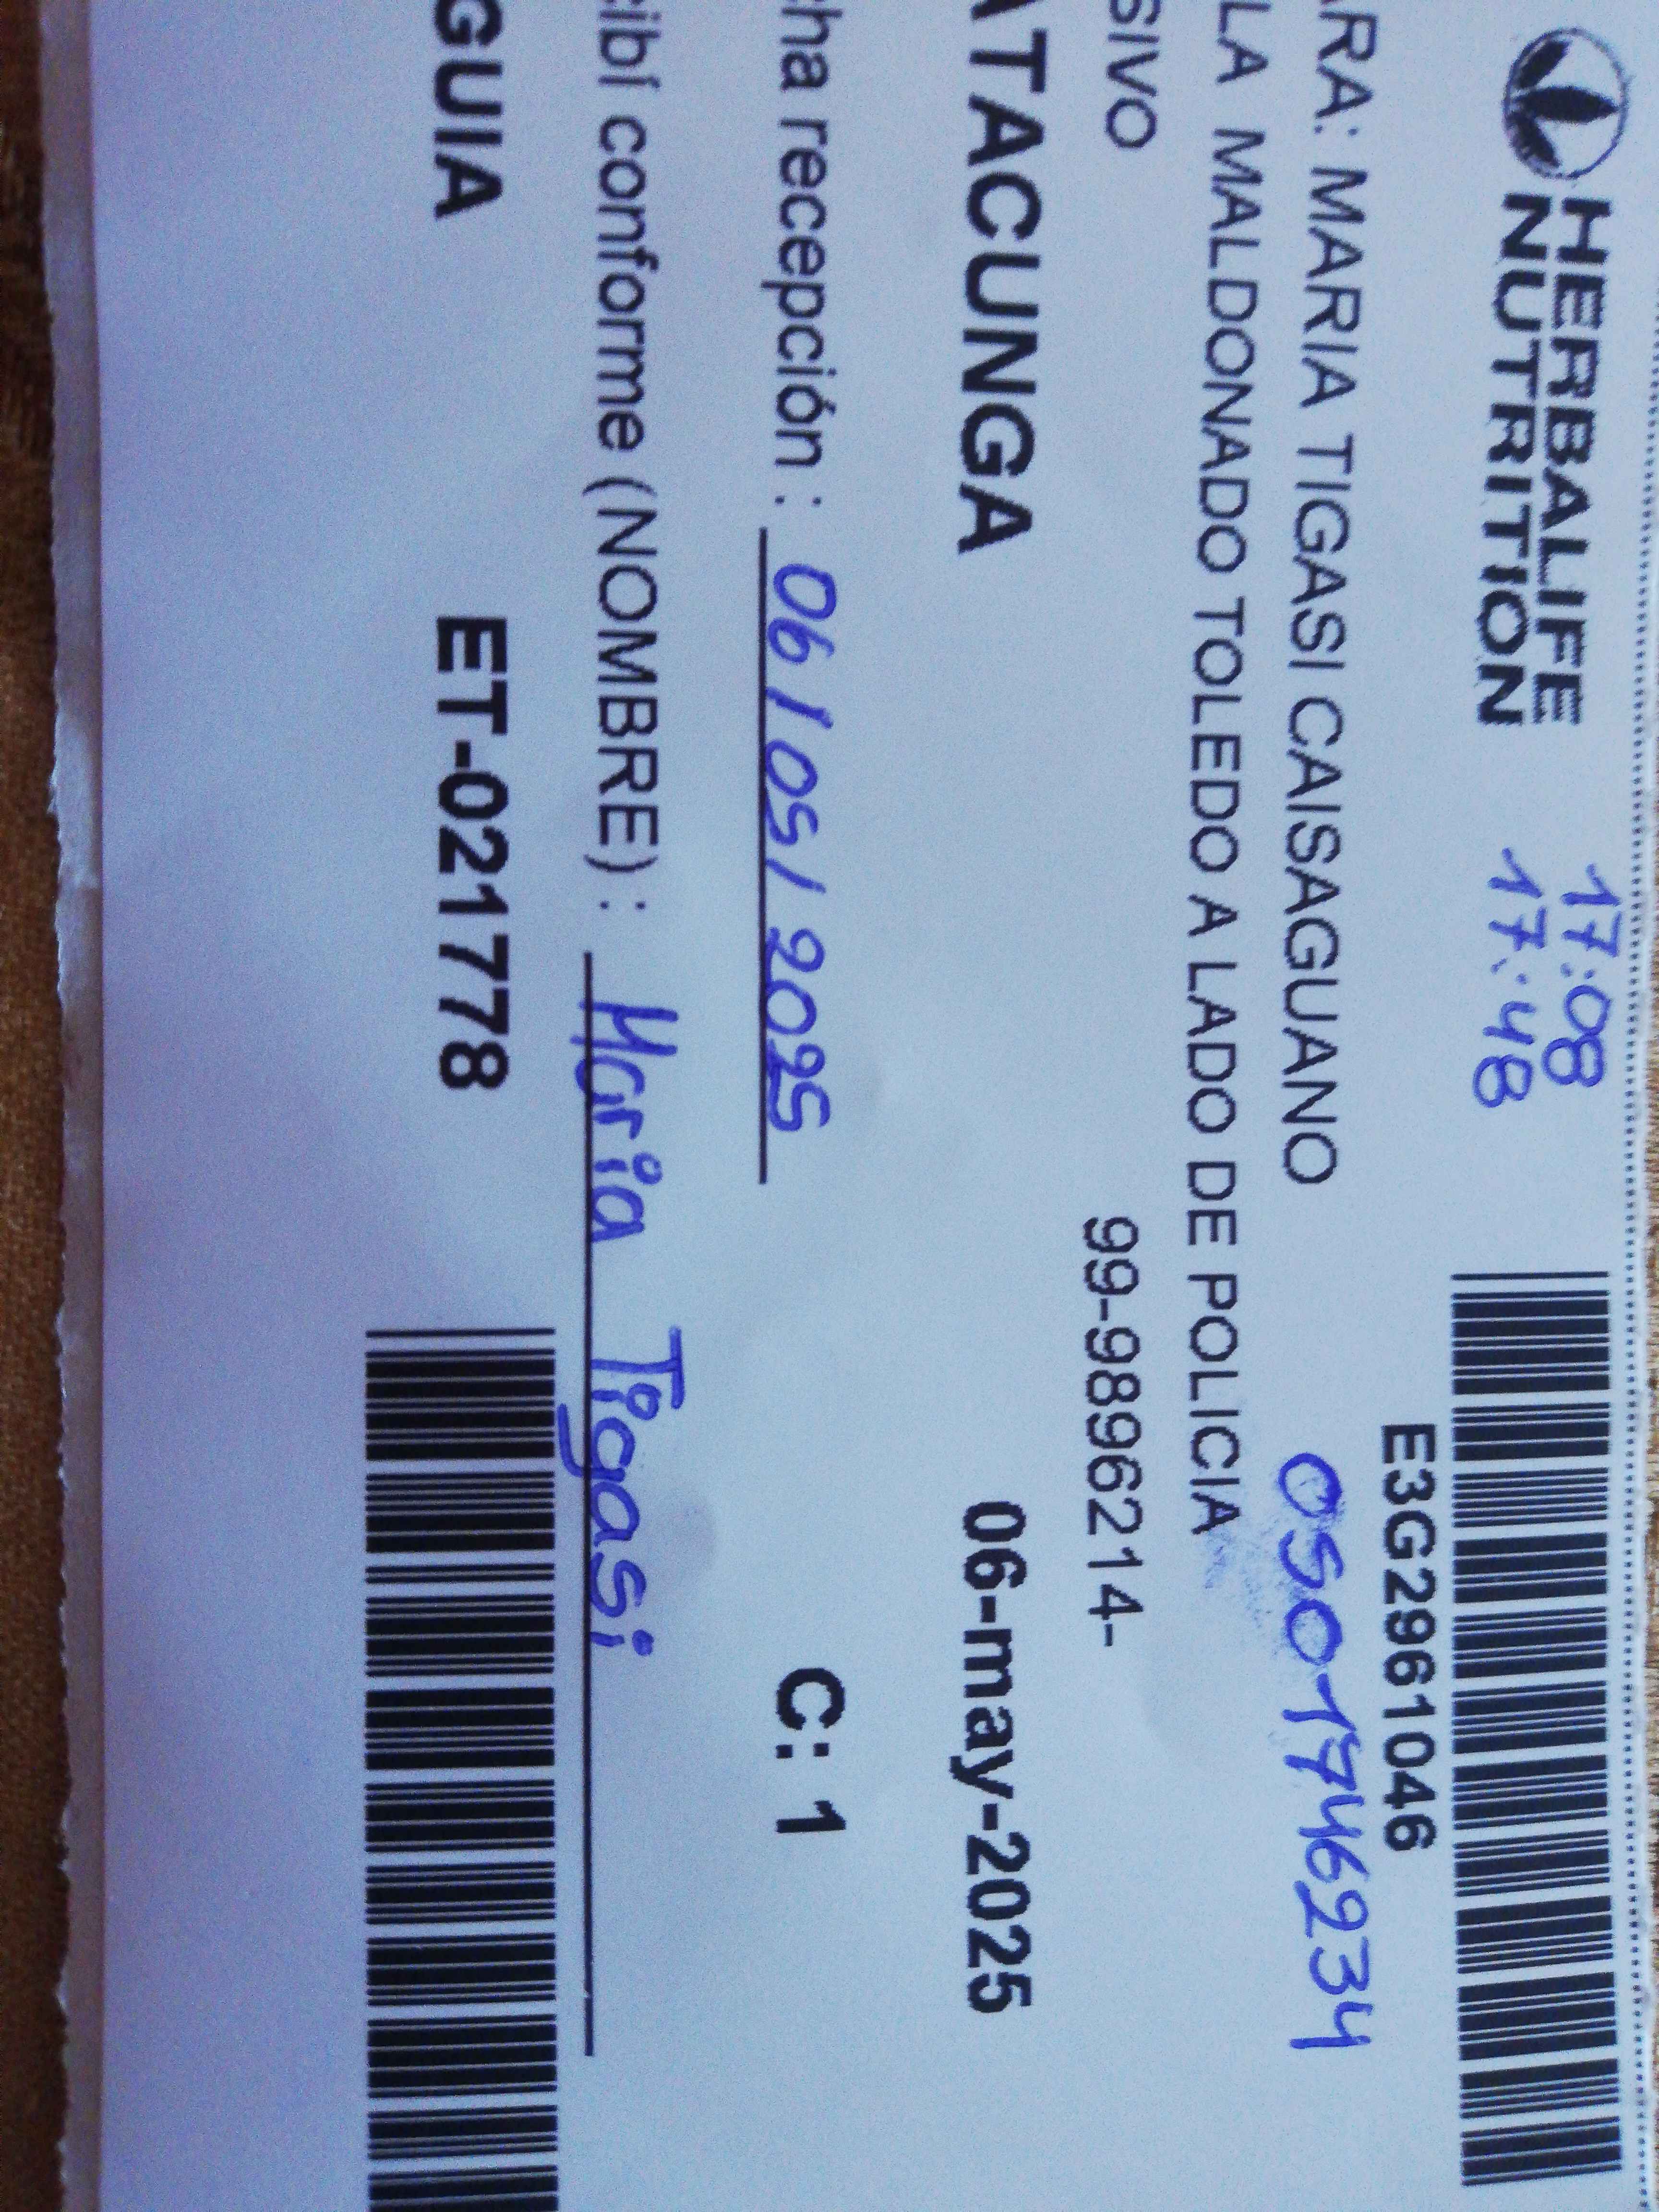 HERBALIFE
NUTRITION
17:08
17:48
E3G2961046
RA: MARIA TIGASI CAISAGUANO
0501746234
LA MALDONADO TOLEDO A LADO DE POLICIA
SIVO
99-9896214-
ATACUNGA
06-may-2025
ha recepción : 06/05/2025
C: 1
cibí conforme (NOMBRE) : Maria Tigasi
GUIA
ET-021778